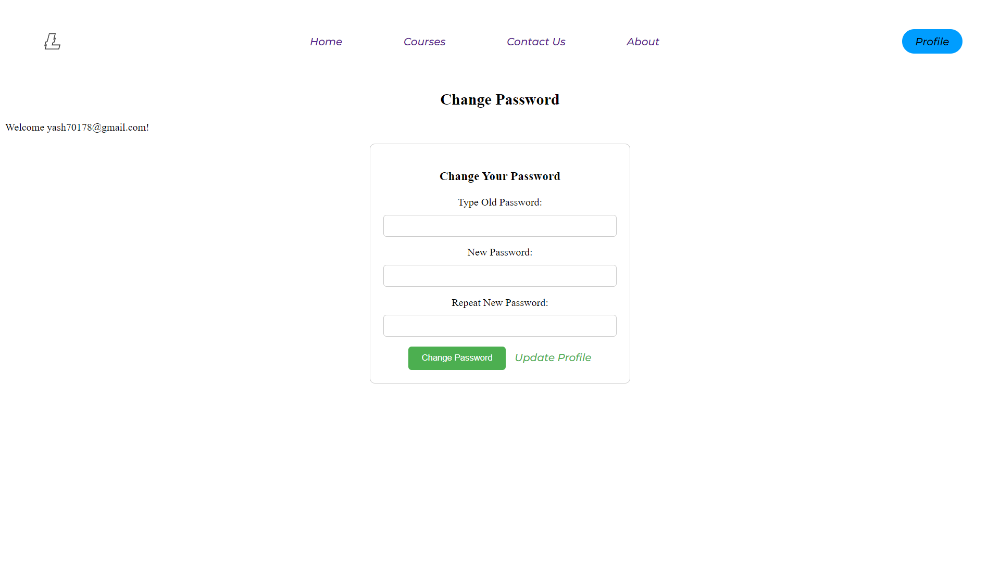 Home
Courses
Contact Us
About
Profile
Change Password
Welcome yash70178@gmail.com!
Change Your Password
Type Old Password:
New Password:
Repeat New Password:
Change Password
Update Profile